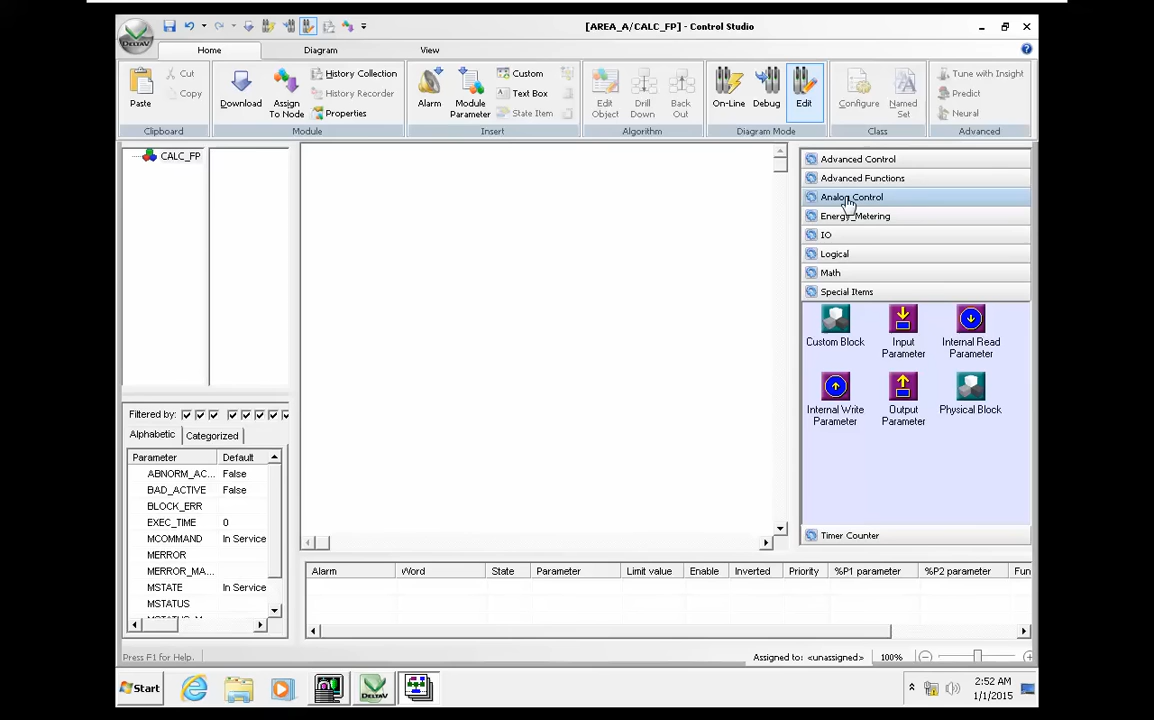 [AREA_A/CALC_FP] - Control Studio
DELTAV
Home
Diagram
View
Paste
Cut
Copy
Clipboard
Download
Assign To Node
History Collection
History Recorder
Properties
Module
Alarm
Module Parameter
Custom
Text Box
State Item
Insert
Edit Object
Drill Down
Back Out
Algorithm
On-Line
Debug
Edit
Diagram Mode
Configure
Named Set
Class
Tune with Insight
Predict
Neural
Advanced
CALC_FP
Advanced Control
Advanced Functions
Analog Control
Energy_Metering
IO
Logical
Math
Special Items
Custom Block
Input Parameter
Internal Read Parameter
Internal Write Parameter
Output Parameter
Physical Block
Timer Counter
Filtered by:
Alphabetic
Categorized
Parameter Default
ABNORM_AC... False
BAD_ACTIVE False
BLOCK_ERR
EXEC_TIME 0
MCOMMAND In Service
MERROR
MERROR_MA...
MSTATE In Service
MSTATUS
Alarm Word State Parameter Limit value Enable Inverted Priority %P1 parameter %P2 parameter Fun
Press F1 for Help.
Assigned to: <unassigned>
100%
Start
DELTAV
2:52 AM
1/1/2015